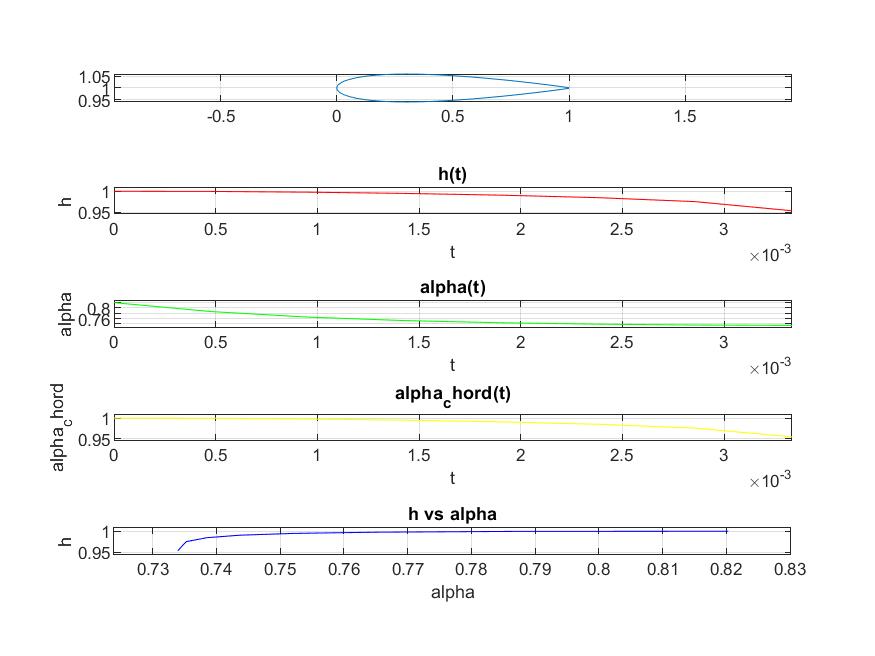 1.05
1
0.95
-0.5 0 0.5 1 1.5
h(t)
h
1
0.95
0 0.5 1 1.5 2 2.5 3
t
×10-3
alpha(t)
alpha
0.8
0.76
0 0.5 1 1.5 2 2.5 3
t
×10-3
alphachord(t)
alphachord
1
0.95
0 0.5 1 1.5 2 2.5 3
t
×10-3
h vs alpha
h
1
0.95
0.73 0.74 0.75 0.76 0.77 0.78 0.79 0.8 0.81 0.82 0.83
alpha